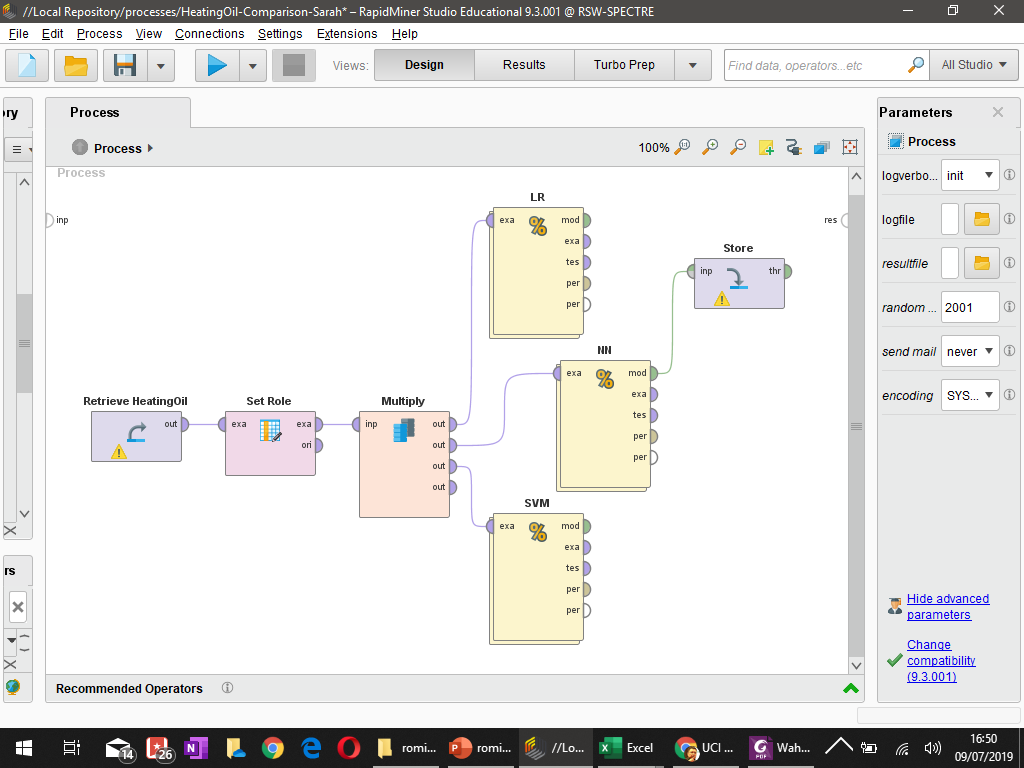 //Local Repository/processes/HeatingOil-Comparison-Sarah* – RapidMiner Studio Educational 9.3.001 @ RSW-SPECTRE
File Edit Process View Connections Settings Extensions Help
Views: Design Results Turbo Prep Find data, operators...etc All Studio
ory
Process
Parameters
Process
100%
Process
Process
logverbo... init
logfile
resultfile
random ... 2001
send mail never
encoding SYS...
inp
res
LR
exa mod
exa
tes
per
per
Store
inp thr
NN
exa mod
exa
tes
per
per
Retrieve HeatingOil
out
Set Role
exa exa
ori
Multiply
inp out
out
out
out
SVM
exa mod
exa
tes
per
per
rs
Hide advanced
parameters
Change
compatibility
(9.3.001)
Recommended Operators
14 26 N romi... P romi... //Lo... Excel UCI ... PDF Wah... 16:50
09/07/2019